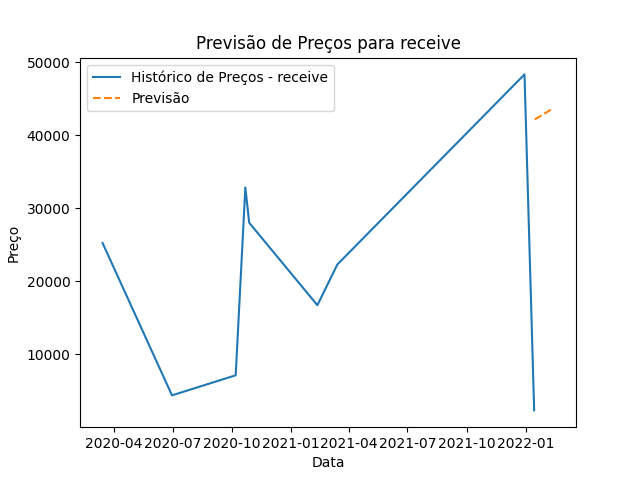 Previsão de Preços para receive
Histórico de Preços - receive
Previsão
Preço
50000
40000
30000
20000
10000
2020-04 2020-07 2020-10 2021-01 2021-04 2021-07 2021-10 2022-01
Data